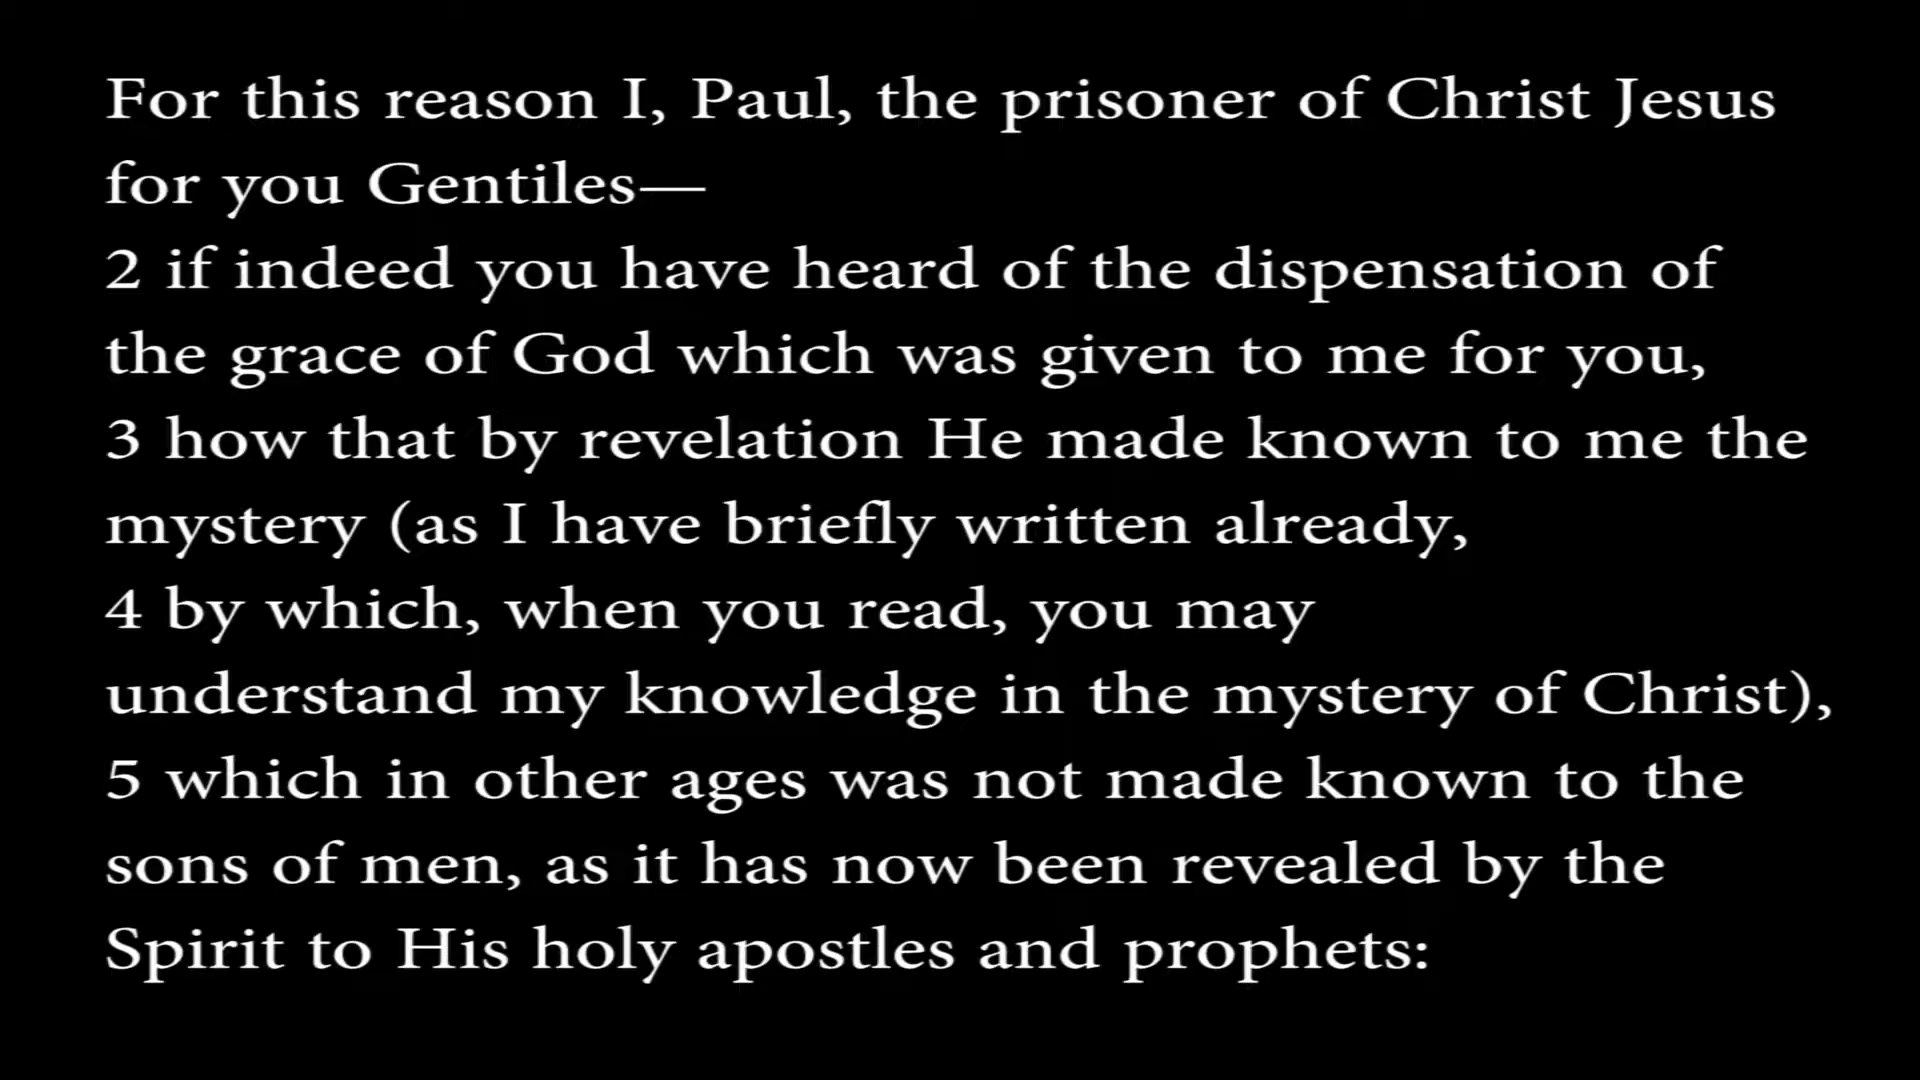 For this reason I, Paul, the prisoner of Christ Jesus
for you Gentiles—
2 if indeed you have heard of the dispensation of
the grace of God which was given to me for you,
3 how that by revelation He made known to me the
mystery (as I have briefly written already,
4 by which, when you read, you may
understand my knowledge in the mystery of Christ),
5 which in other ages was not made known to the
sons of men, as it has now been revealed by the
Spirit to His holy apostles and prophets: